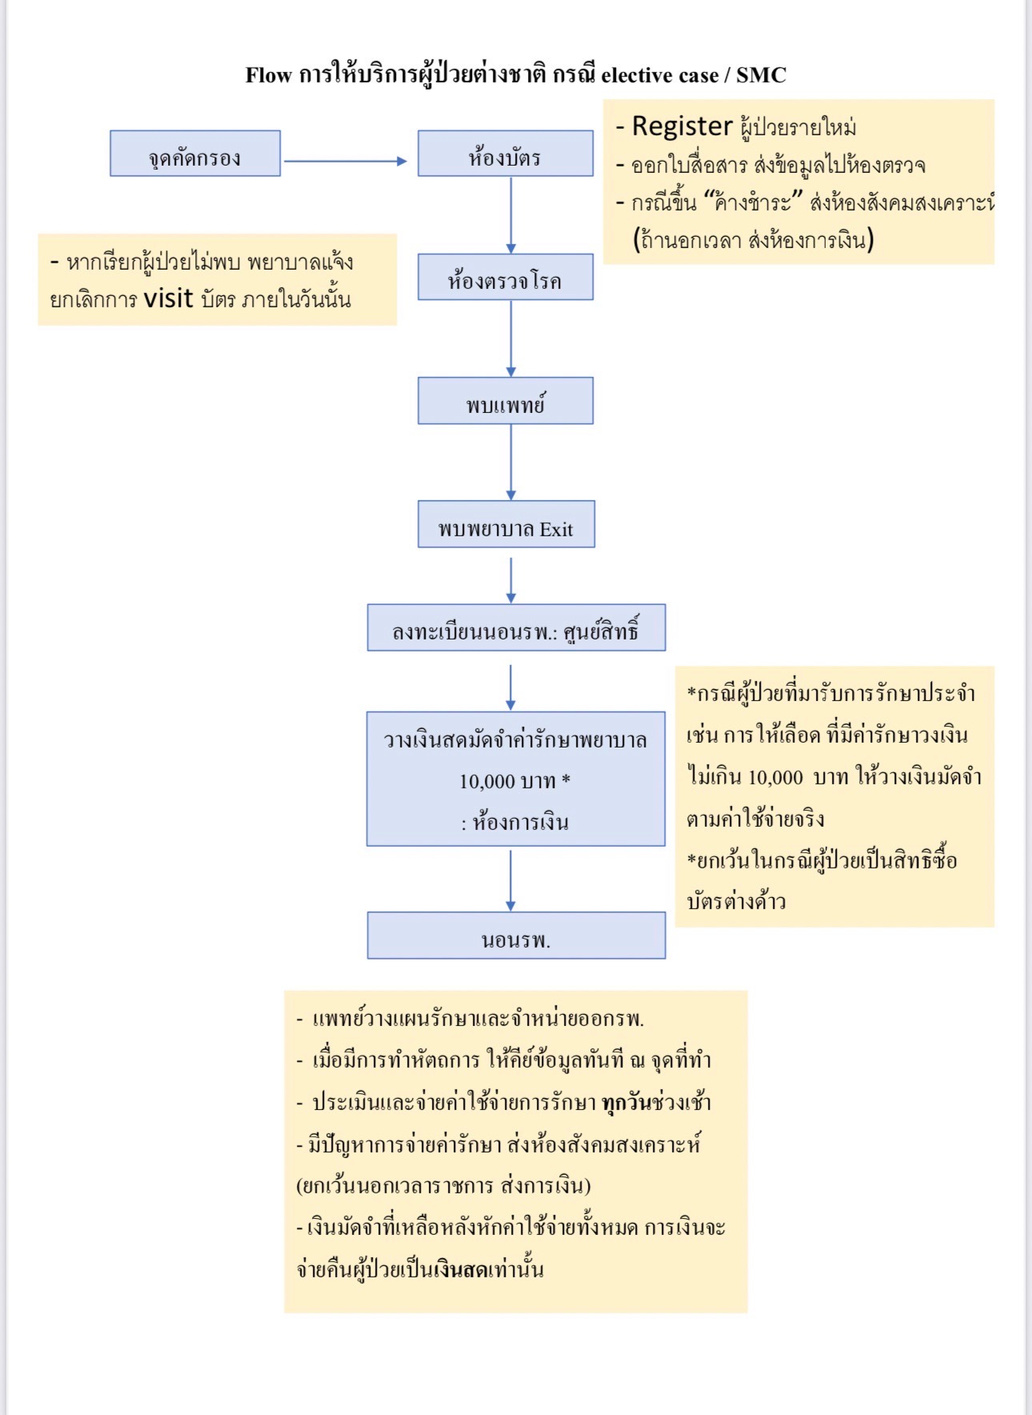 Flow การให้บริการผู้ป่วยต่างชาติ กรณี elective case / SMC
จุดคัดกรอง
ห้องบัตร
- Register ผู้ป่วยรายใหม่
- ออกใบสื่อสาร ส่งข้อมูลไปห้องตรวจ
- กรณีขึ้น “ค้างชำระ” ส่งห้องสังคมสงเคราะห์
(ถ้านอกเวลา ส่งห้องการเงิน)
- หากเรียกผู้ป่วยไม่พบ พยาบาลแจ้ง
ยกเลิกการ visit บัตร ภายในวันนั้น
ห้องตรวจโรค
พบแพทย์
พบพยาบาล Exit
ลงทะเบียนนอนรพ.: ศูนย์สิทธิ์
วางเงินสดมัดจำค่ารักษาพยาบาล
10,000 บาท *
: ห้องการเงิน
*กรณีผู้ป่วยที่มารับการรักษาประจำ
เช่น การให้เลือด ที่มีค่ารักษาวงเงิน
ไม่เกิน 10,000 บาท ให้วางเงินมัดจำ
ตามค่าใช้จ่ายจริง
*ยกเว้นในกรณีผู้ป่วยเป็นสิทธิซื้อ
บัตรต่างด้าว
นอนรพ.
- แพทย์วางแผนรักษาและจำหน่ายออกรพ.
- เมื่อมีการทำหัตถการ ให้คีย์ข้อมูลทันที ณ จุดที่ทำ
- ประเมินและจ่ายค่าใช้จ่ายการรักษา ทุกวันช่วงเช้า
- มีปัญหาการจ่ายค่ารักษา ส่งห้องสังคมสงเคราะห์
(ยกเว้นนอกเวลาราชการ ส่งการเงิน)
- เงินมัดจำที่เหลือหลังหักค่าใช้จ่ายทั้งหมด การเงินจะ
จ่ายคืนผู้ป่วยเป็นเงินสดเท่านั้น